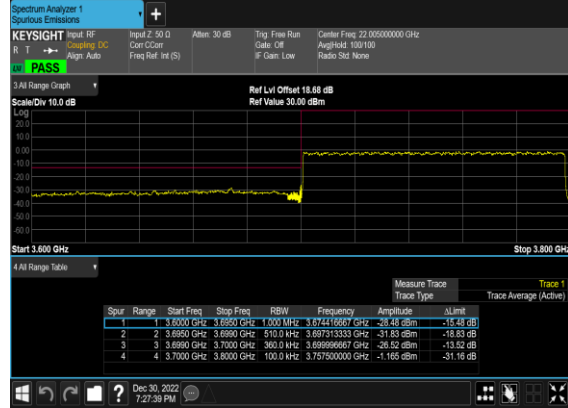 Spectrum Analyzer 1
Spurious Emissions
+
KEYSIGHT Input: RF Input Z: 50 Ω Atten: 30 dB Trig: Free Run Center Freq: 22.005000000 GHz
R T Coupling: DC Corr CCorr Gate: Off Avg|Hold: 100/100
Align: Auto Freq Ref: Int (S) IF Gain: Low Radio Std: None
PASS
3 All Range Graph
Ref Lvl Offset 18.68 dB
Scale/Div 10.0 dB Ref Value 30.00 dBm
Log
20.0
10.0
0.00
-10.0
-20.0
-30.0
-40.0
-50.0
-60.0
Start 3.600 GHz Stop 3.800 GHz
4 All Range Table
Measure Trace Trace 1
Trace Type Trace Average (Active)
Spur Range Start Freq Stop Freq RBW Frequency Amplitude ΔLimit
1 1 3.6000 GHz 3.6950 GHz 1.000 MHz 3.674416667 GHz -28.48 dBm -15.48 dB
2 2 3.6950 GHz 3.6990 GHz 510.0 kHz 3.697313333 GHz -31.83 dBm -18.83 dB
3 3 3.6990 GHz 3.7000 GHz 360.0 kHz 3.699996667 GHz -26.52 dBm -13.52 dB
4 4 3.7000 GHz 3.8000 GHz 100.0 kHz 3.757500000 GHz -1.165 dBm -31.16 dB
? Dec 30, 2022
7:27:39 PM